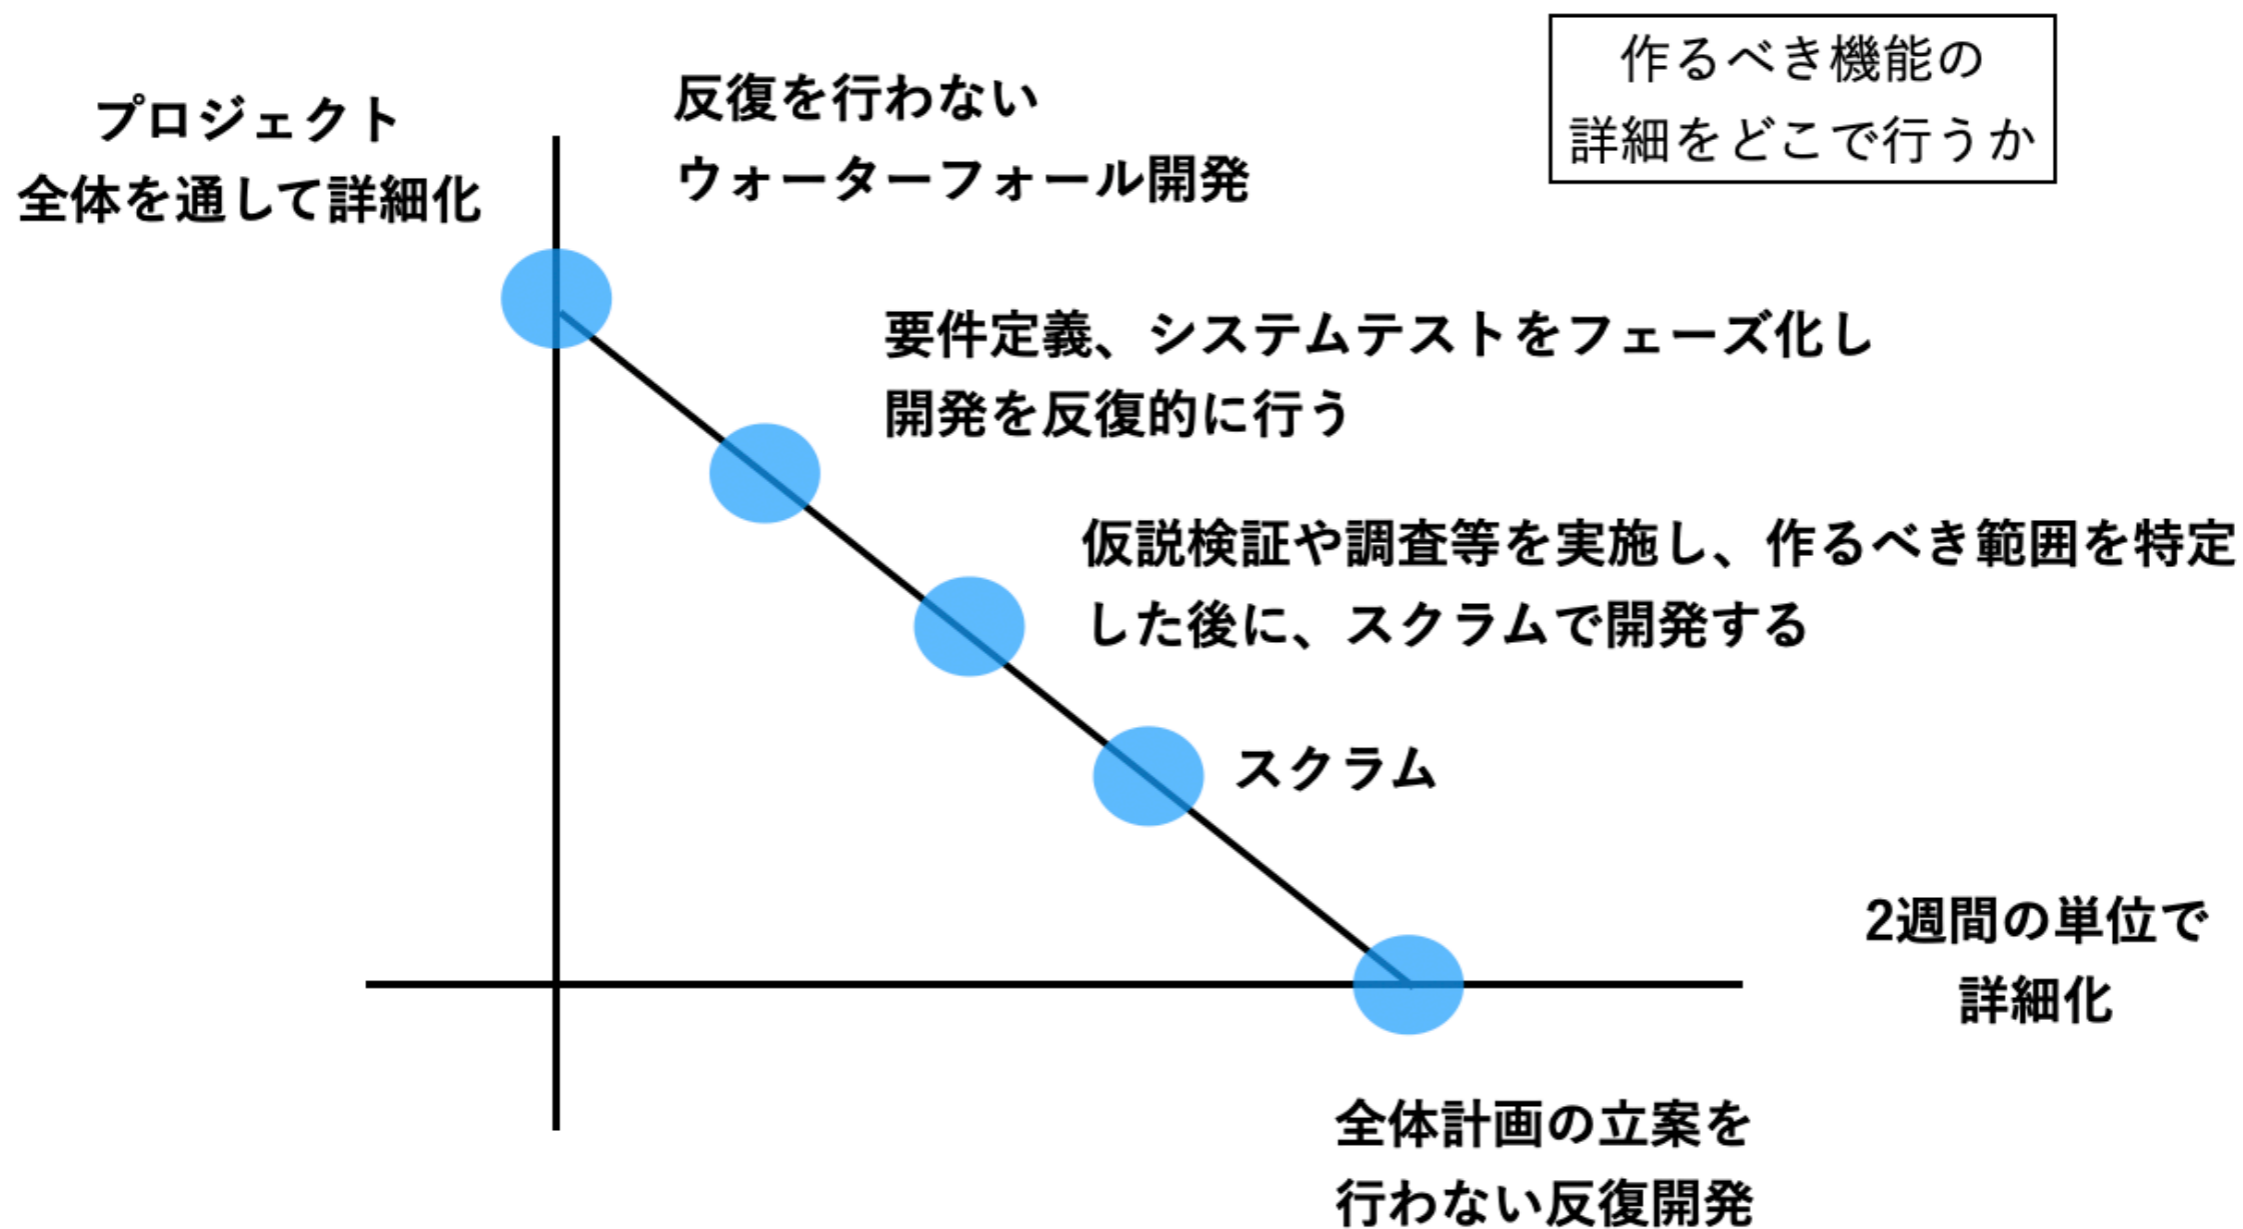 作るべき機能の
詳細をどこで行うか
プロジェクト
全体を通して詳細化
反復を行わない
ウォーターフォール開発
要件定義、システムテストをフェーズ化し
開発を反復的に行う
仮説検証や調査等を実施し、作るべき範囲を特定
した後に、スクラムで開発する
スクラム
2週間の単位で
詳細化
全体計画の立案を
行わない反復開発